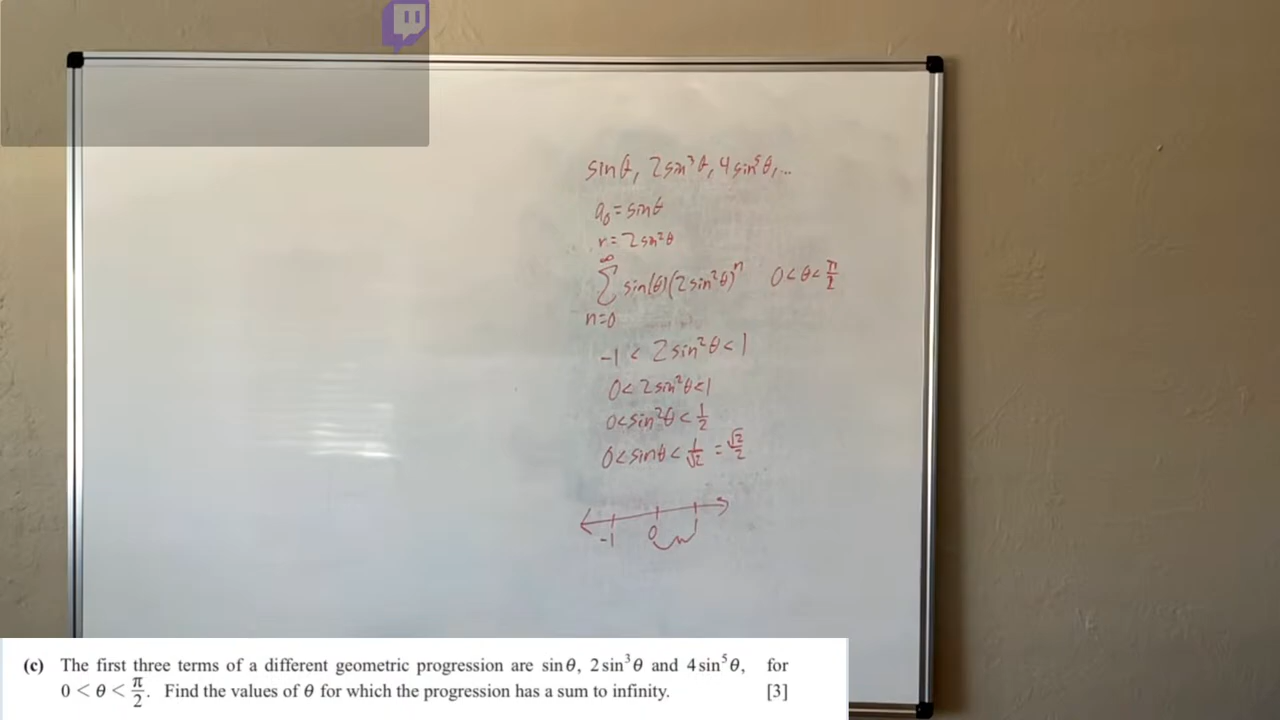 sinθ, 2sin³θ, 4sin⁵θ,...
a₀=sinθ
r=2sin²θ
∞
∑ sin(θ)(2sin²θ)ⁿ 0<θ<π/2
n=0
-1 < 2sin²θ < 1
0< 2sin²θ<1
0<sin²θ < 1/2
0<sinθ< 1/√2 = √2/2
-1 0 1
(c) The first three terms of a different geometric progression are sin θ, 2 sin³ θ and 4 sin⁵ θ, for
0 < θ < π/2. Find the values of θ for which the progression has a sum to infinity. [3]